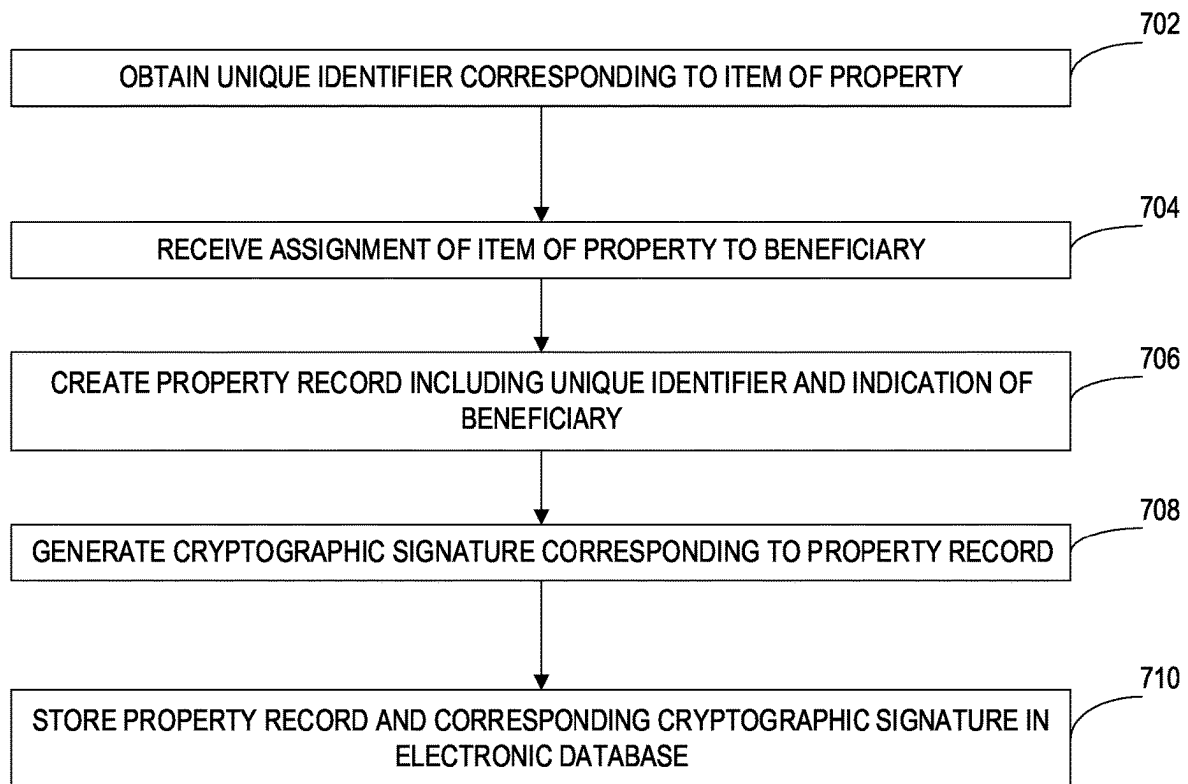 702
OBTAIN UNIQUE IDENTIFIER CORRESPONDING TO ITEM OF PROPERTY
704
RECEIVE ASSIGNMENT OF ITEM OF PROPERTY TO BENEFICIARY
706
CREATE PROPERTY RECORD INCLUDING UNIQUE IDENTIFIER AND INDICATION OF
BENEFICIARY
708
GENERATE CRYPTOGRAPHIC SIGNATURE CORRESPONDING TO PROPERTY RECORD
710
STORE PROPERTY RECORD AND CORRESPONDING CRYPTOGRAPHIC SIGNATURE IN
ELECTRONIC DATABASE